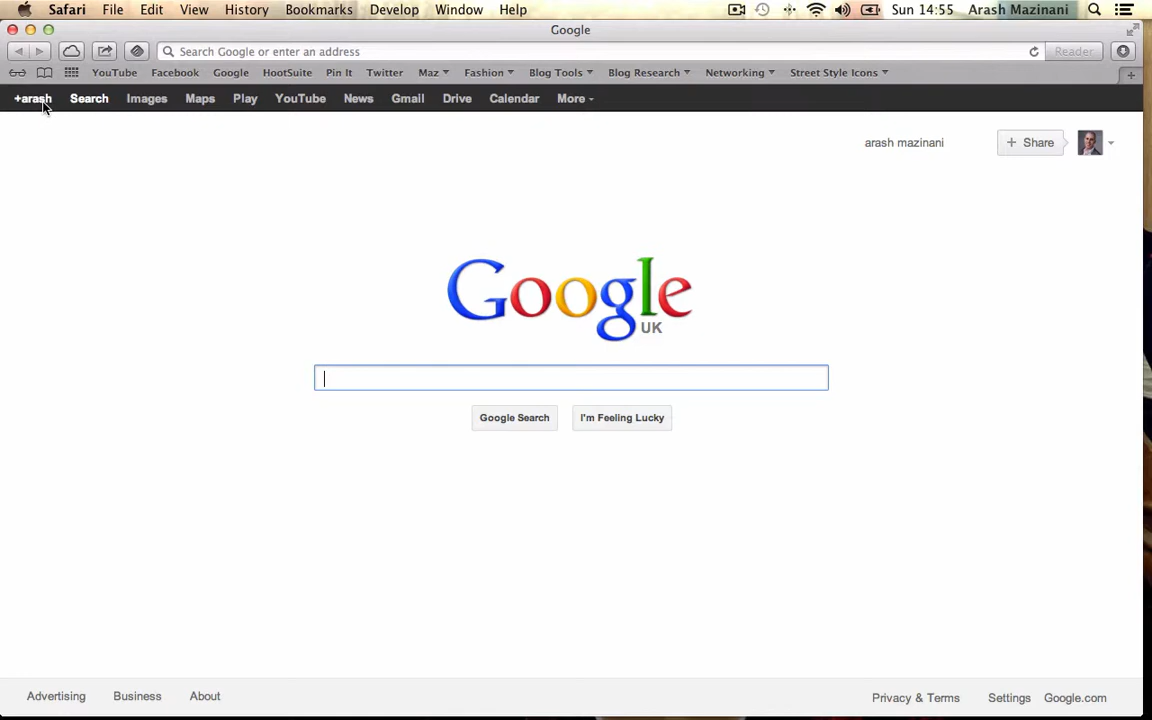 Safari File Edit View History Bookmarks Develop Window Help Sun 14:55 Arash Mazinani
Google
Search Google or enter an address Reader
YouTube Facebook Google HootSuite Pin It Twitter Maz Fashion Blog Tools Blog Research Networking Street Style Icons
+arash Search Images Maps Play YouTube News Gmail Drive Calendar More
arash mazinani + Share
Google
UK
Google Search I'm Feeling Lucky
Advertising Business About Privacy & Terms Settings Google.com